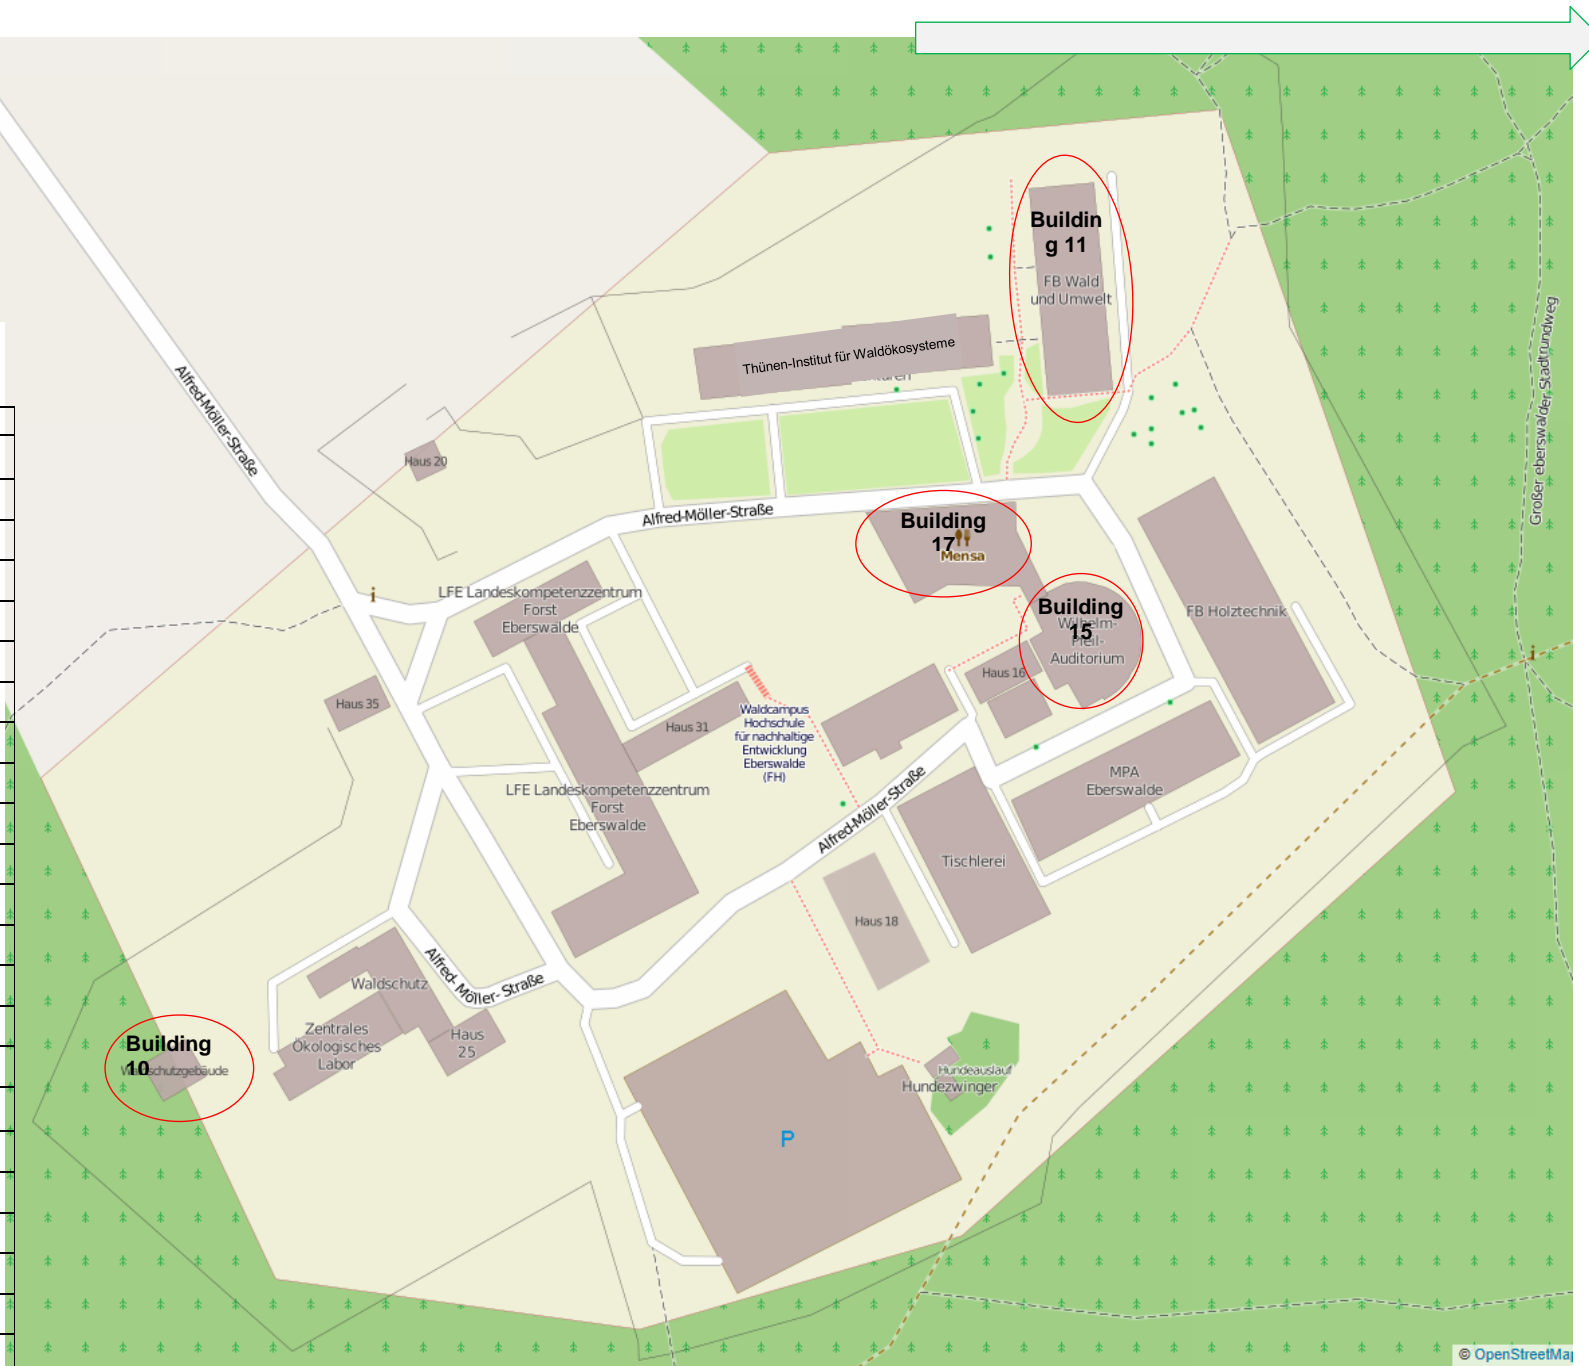 Buildin
g 11
FB Wald
und Umwelt
Großer eberswalder Stadtrundweg
Thünen-Institut für Waldökosysteme
Alfred-Möller-Straße
Haus 20
Alfred-Möller-Straße
Building
17
Mensa
i
LFE Landeskompetenzzentrum
Forst
Eberswalde
Building
15
Wilhelm-
Pfeil-
Auditorium
FB Holztechnik
i
Haus 16
Haus 35
Haus 31
Waldcampus
Hochschule
für nachhaltige
Entwicklung
Eberswalde
(FH)
LFE Landeskompetenzzentrum
Forst
Eberswalde
MPA
Eberswalde
Alfred-Möller-Straße
Tischlerei
Haus 18
Alfred- Möller- Straße
Waldschutz
Zentrales
Ökologisches
Labor
Haus
25
Building
10
Hundeauslauf
Hundezwinger
P
© OpenStreetMap